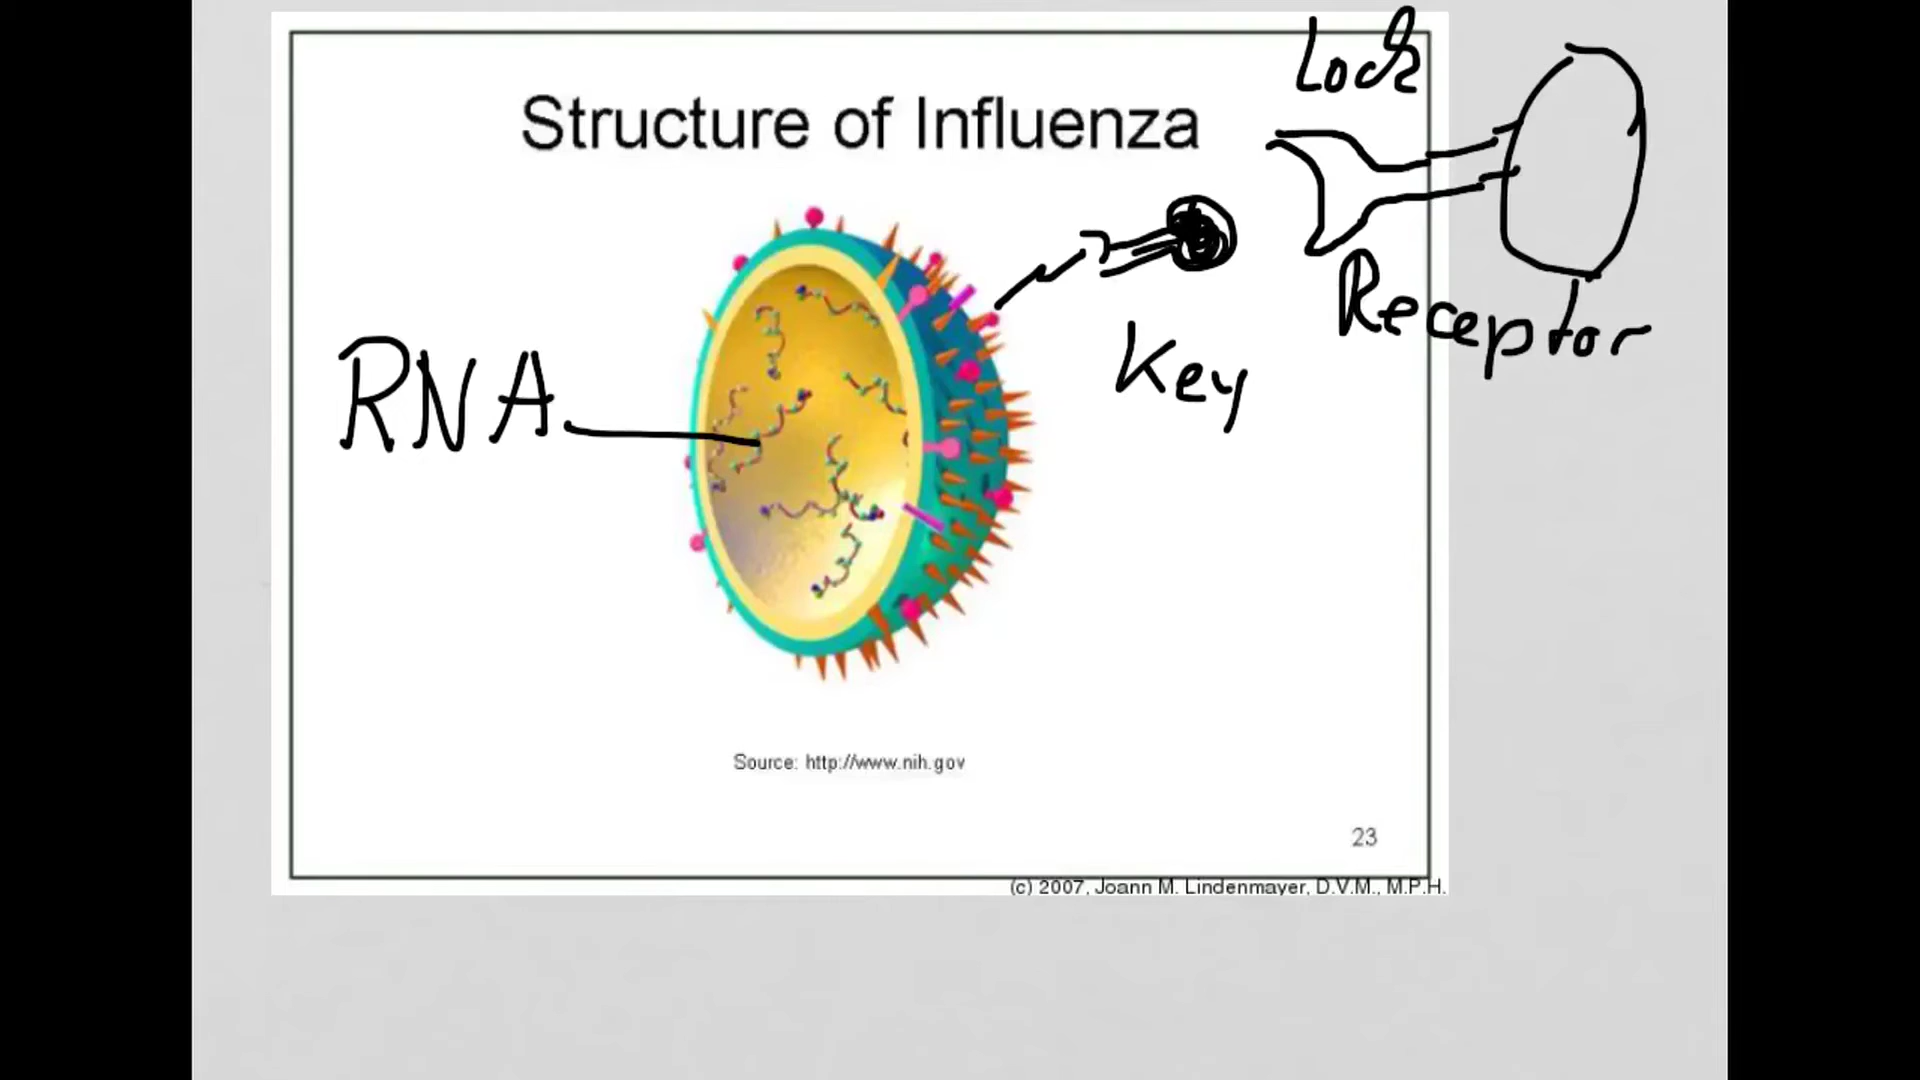 Lock
Structure of Influenza
Receptor
Key
RNA
Source: http://www.nih.gov
23
(c) 2007, Joann M. Lindenmayer, D.V.M., M.P.H.